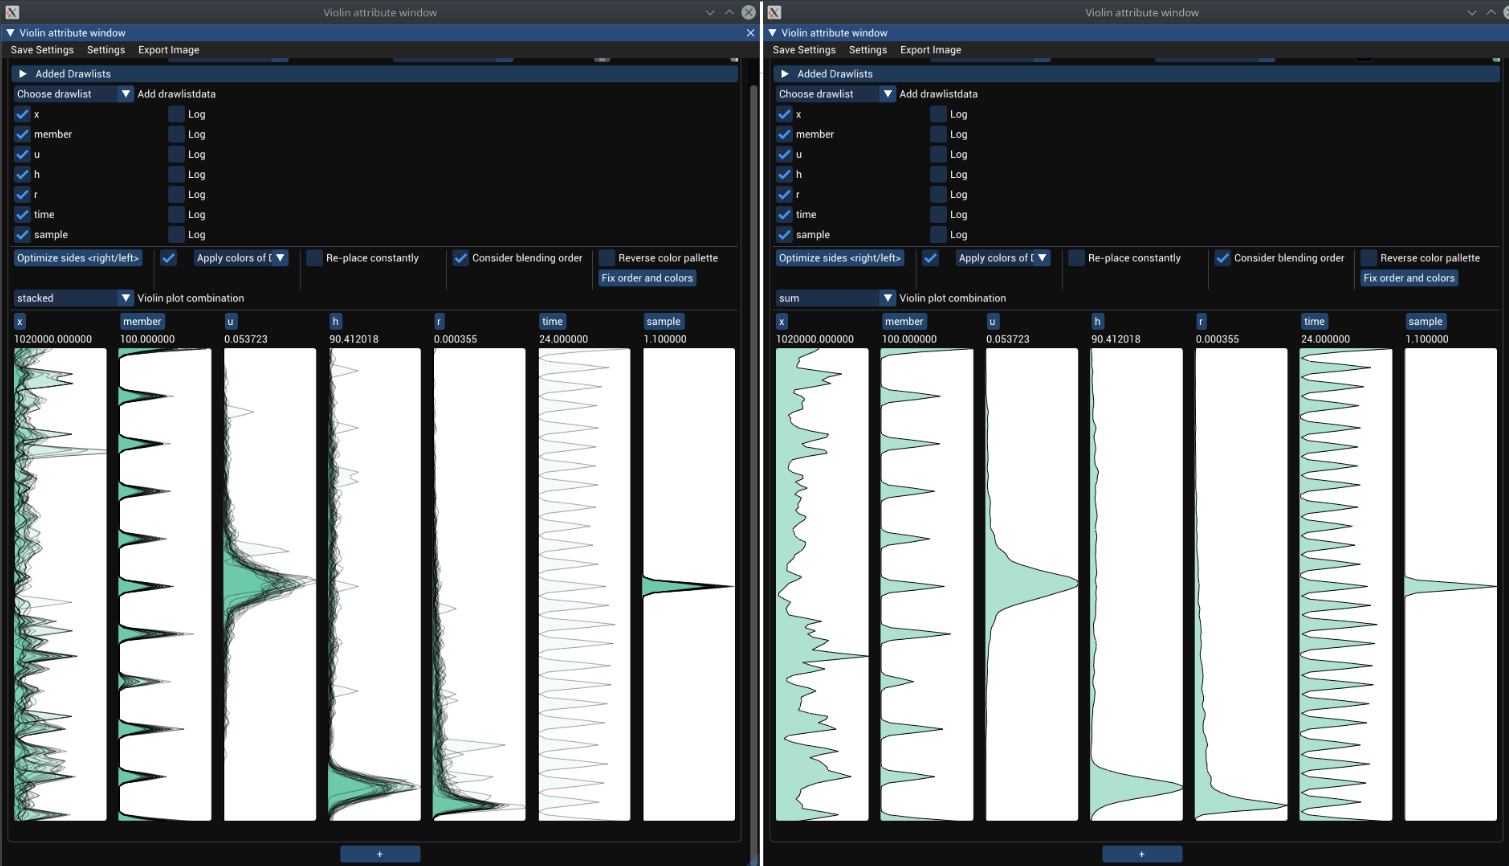 Violin attribute window
Violin attribute window
Save Settings Settings Export Image
Added Drawlists
Choose drawlist Add drawlistdata
x Log
member Log
u Log
h Log
r Log
time Log
sample Log
Optimize sides <right/left> Apply colors of D Re-place constantly Consider blending order Reverse color pallette
Fix order and colors
stacked Violin plot combination
x member u h r time sample
1020000.000000 100.000000 0.053723 90.412018 0.000355 24.000000 1.100000
+
Violin attribute window
Violin attribute window
Save Settings Settings Export Image
Added Drawlists
Choose drawlist Add drawlistdata
x Log
member Log
u Log
h Log
r Log
time Log
sample Log
Optimize sides <right/left> Apply colors of D Re-place constantly Consider blending order Reverse color pallette
Fix order and colors
sum Violin plot combination
x member u h r time sample
1020000.000000 100.000000 0.053723 90.412018 0.000355 24.000000 1.100000
+